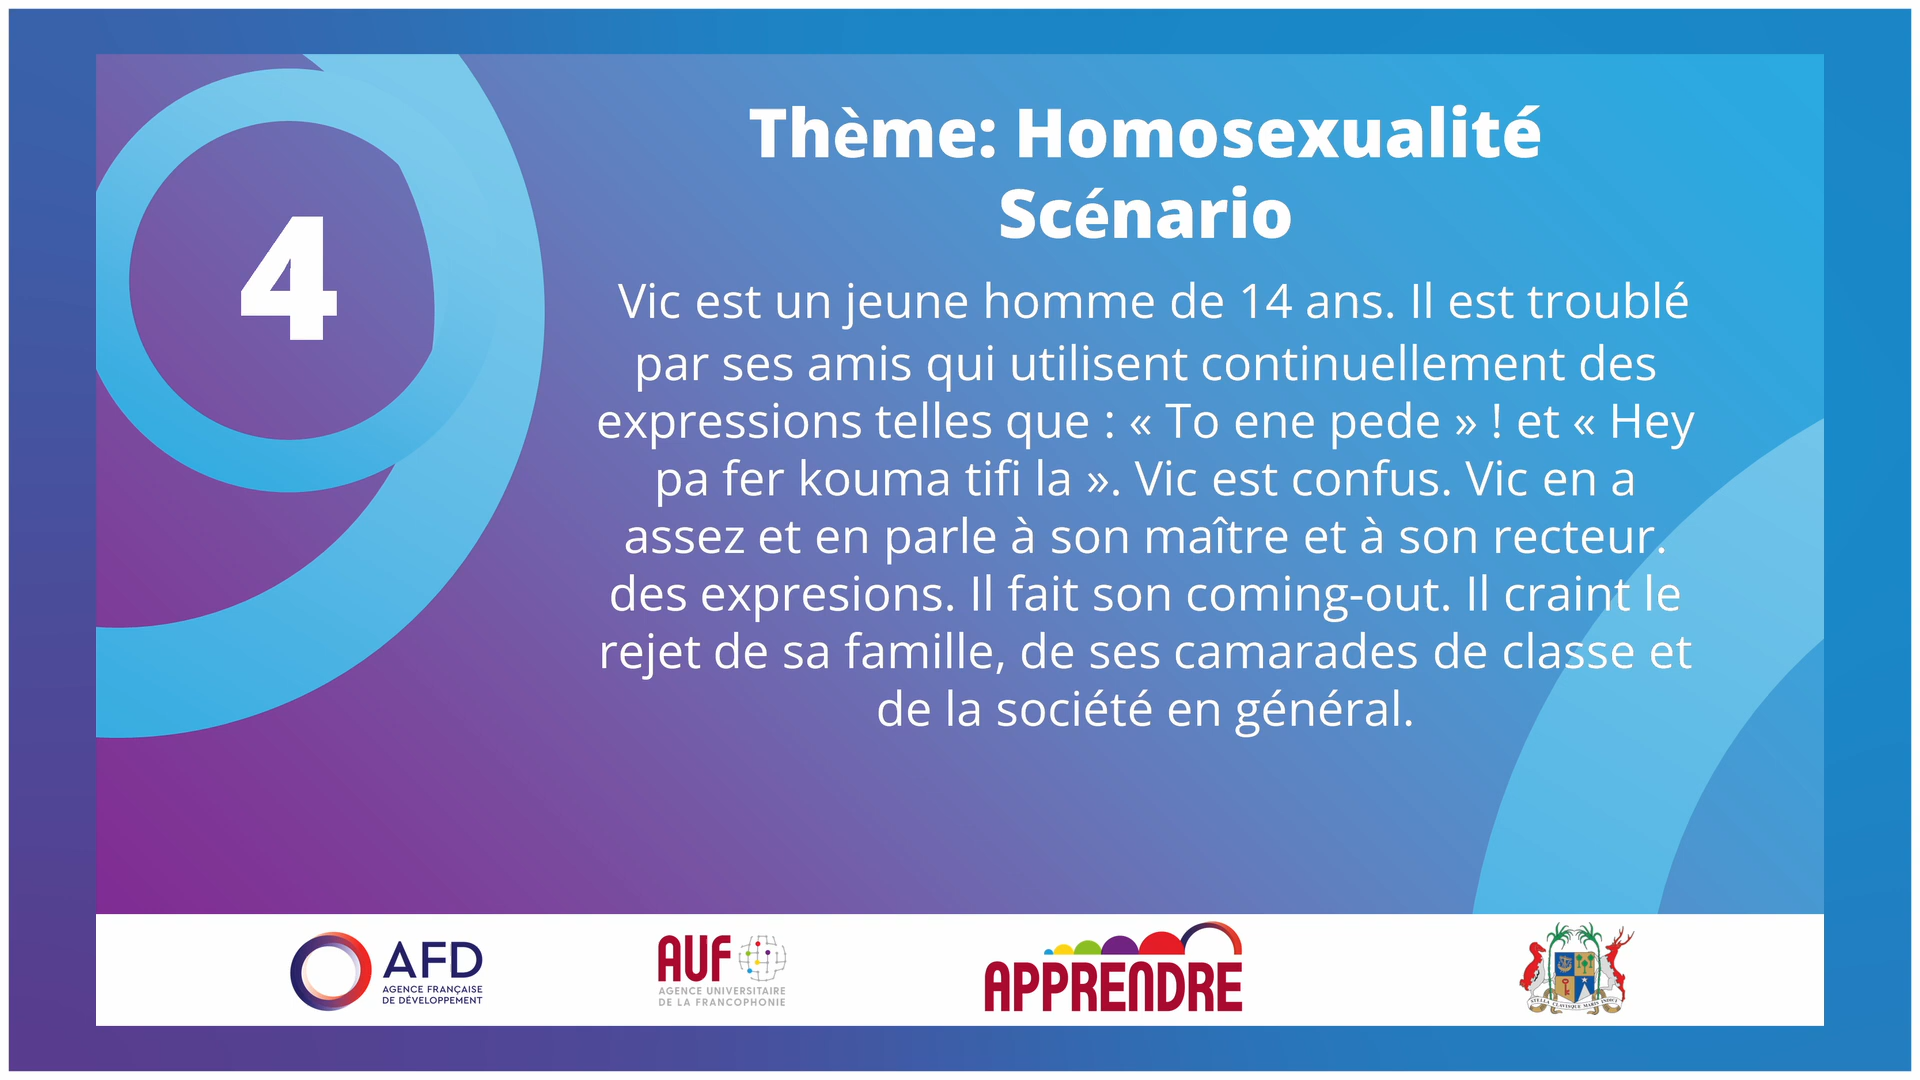 4
Thème: Homosexualité
Scénario
Vic est un jeune homme de 14 ans. Il est troublé
par ses amis qui utilisent continuellement des
expressions telles que : « To ene pede » ! et « Hey
pa fer kouma tifi la ». Vic est confus. Vic en a
assez et en parle à son maître et à son recteur.
des expresions. Il fait son coming-out. Il craint le
rejet de sa famille, de ses camarades de classe et
de la société en général.
AFD
AGENCE FRANÇAISE
DE DÉVELOPPEMENT
AUF
AGENCE UNIVERSITAIRE
DE LA FRANCOPHONIE
APPRENDRE
STELLA CLAVISQUE MARIS INDICI